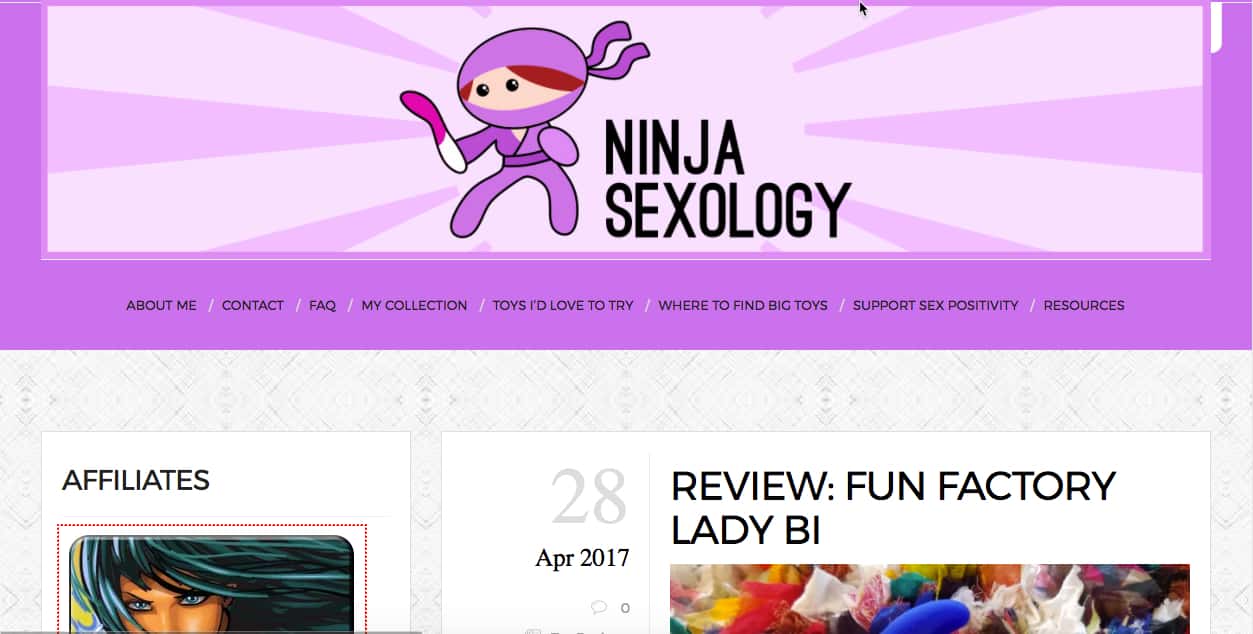 NINJA
SEXOLOGY
ABOUT ME / CONTACT / FAQ / MY COLLECTION / TOYS I'D LOVE TO TRY / WHERE TO FIND BIG TOYS / SUPPORT SEX POSITIVITY / RESOURCES
AFFILIATES
28
Apr 2017
0
REVIEW: FUN FACTORY
LADY BI